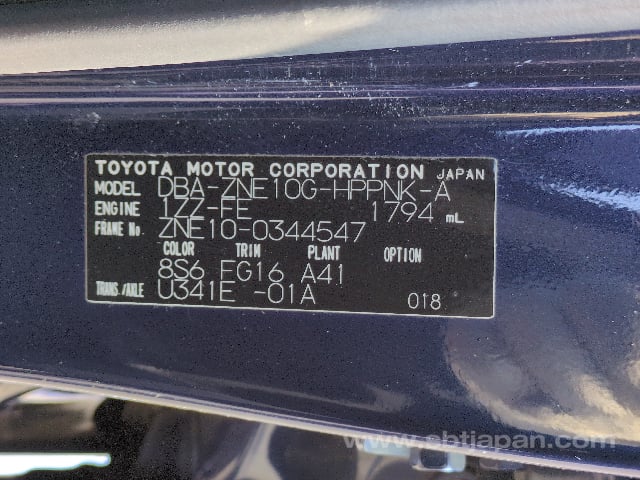 TOYOTA MOTOR CORPORATION JAPAN
MODEL DBA-ZNE10G-HPPNK-A
ENGINE 1ZZ-FE 1794 mL
FRAME No. ZNE10-0344547
COLOR TRIM PLANT OPTION
8S6 FG16 A41
TRANS./AXLE U341E -01A 018
www.sbtjapan.com